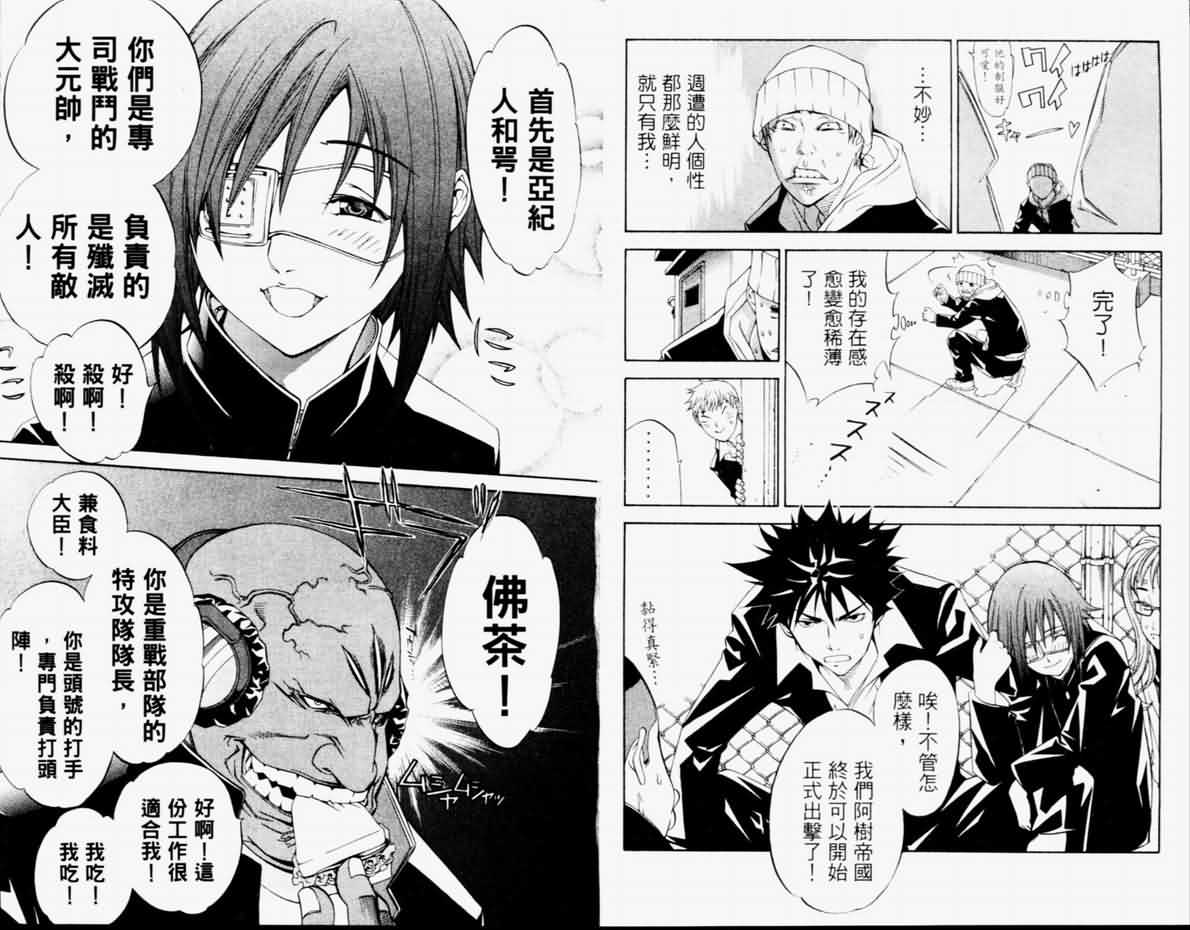 他的制服好
可愛！
ワイ
ワイ
はははは
キャーー♡
…不妙…
週遭的人個性
都那麼鮮明，
就只有我…
完了！
我的存在感
愈變愈稀薄
了！
ススス…
………
黏得真
緊…
唉！不管怎
麼樣，
我們阿樹帝國
終於可以開始
正式出擊了！
首先是亞紀
人和咢！
你們是專
司戰鬥的
大元帥，
負責的
是殲滅
所有敵
人！
好！
殺啊！
殺啊！
佛茶！
你是重戰部隊的
特攻隊隊長，
兼食料
大臣！
你是頭號的打手
，專門負責打頭
陣！
ムシャムシャッ
好啊！這
份工作很
適合我！
我吃！
我吃！